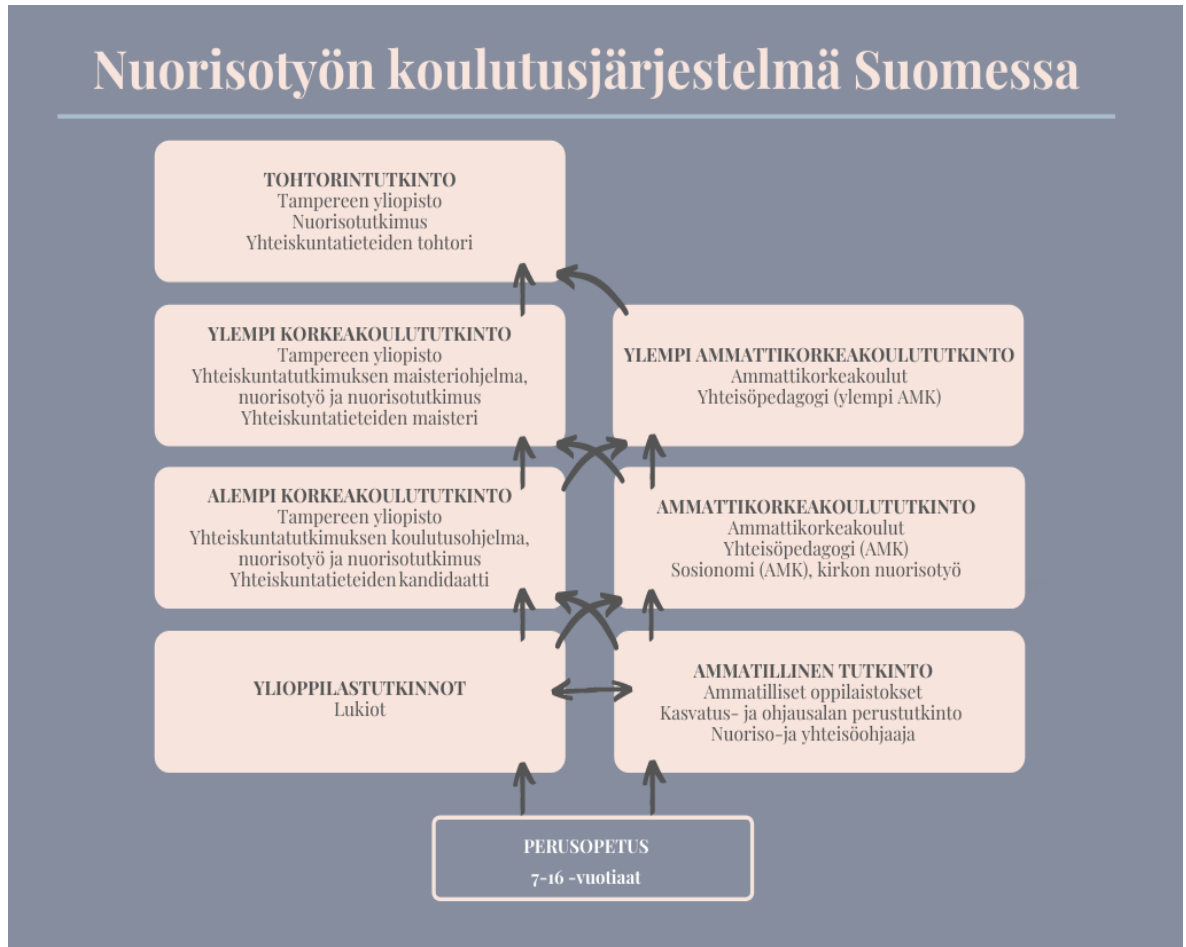 Nuorisotyön koulutusjärjestelmä Suomessa
TOHTORINTUTKINTO
Tampereen yliopisto
Nuorisotutkimus
Yhteiskuntatieteiden tohtori
YLEMPI KORKEAKOULUTUTKINTO
Tampereen yliopisto
Yhteiskuntatutkimuksen maisteriohjelma,
nuorisotyö ja nuorisotutkimus
Yhteiskuntatieteiden maisteri
YLEMPI AMMATTIKORKEAKOULUTUTKINTO
Ammattikorkeakoulut
Yhteisöpedagogi (ylempi AMK)
ALEMPI KORKEAKOULUTUTKINTO
Tampereen yliopisto
Yhteiskuntatutkimuksen koulutusohjelma,
nuorisotyö ja nuorisotutkimus
Yhteiskuntatieteiden kandidaatti
AMMATTIKORKEAKOULUTUTKINTO
Ammattikorkeakoulut
Yhteisöpedagogi (AMK)
Sosionomi (AMK), kirkon nuorisotyö
YLIOPPILASTUTKINNOT
Lukiot
AMMATILLINEN TUTKINTO
Ammatilliset oppilaistokset
Kasvatus- ja ohjausalan perustutkinto
Nuoriso-ja yhteisöohjaaja
PERUSOPETUS
7-16 -vuotiaat